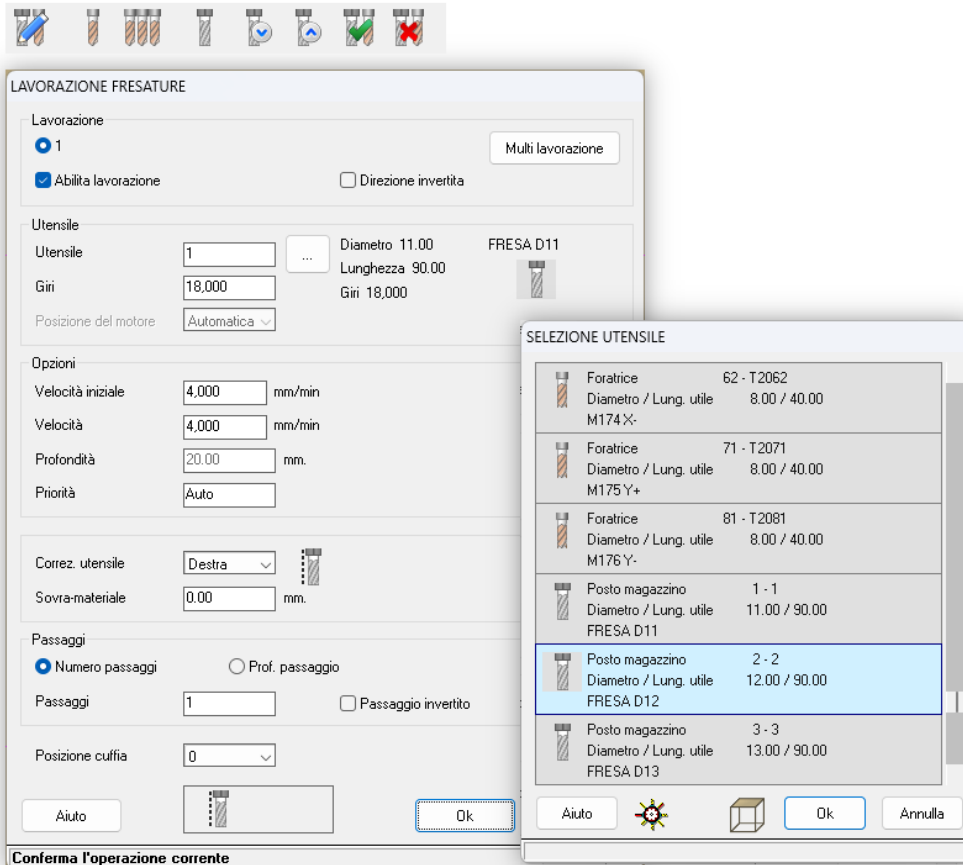 LAVORAZIONE FRESATURE
Lavorazione
1
Multi lavorazione
Abilita lavorazione
Direzione invertita
Utensile
Utensile 1 ... Diametro 11.00 FRESA D11
Lunghezza 90.00
Giri 18,000 Giri 18,000
Posizione del motore Automatica
Opzioni
Velocità iniziale 4,000 mm/min
Velocità 4,000 mm/min
Profondità 20.00 mm.
Priorità Auto
Correz. utensile Destra
Sovra-materiale 0.00 mm.
Passaggi
Numero passaggi Prof. passaggio
Passaggi 1 Passaggio invertito
Posizione cuffia 0
Aiuto Ok
Conferma l'operazione corrente
SELEZIONE UTENSILE
Foratrice 62 - T2062
Diametro / Lung. utile 8.00 / 40.00
M174 X-
Foratrice 71 - T2071
Diametro / Lung. utile 8.00 / 40.00
M175 Y+
Foratrice 81 - T2081
Diametro / Lung. utile 8.00 / 40.00
M176 Y-
Posto magazzino 1 - 1
Diametro / Lung. utile 11.00 / 90.00
FRESA D11
Posto magazzino 2 - 2
Diametro / Lung. utile 12.00 / 90.00
FRESA D12
Posto magazzino 3 - 3
Diametro / Lung. utile 13.00 / 90.00
FRESA D13
Aiuto Ok Annulla